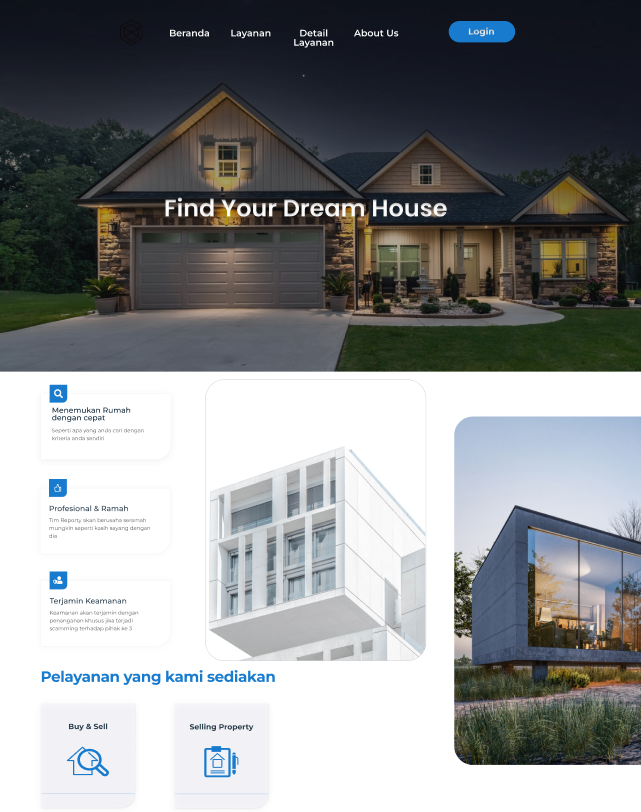 Beranda
Layanan
Detail
Layanan
About Us
Login
Find Your Dream House
Menemukan Rumah
dengan cepat
Seperti apa yang anda cari dengan
kriteria anda sendiri
Profesional & Ramah
Tim Reporty akan berusaha seramah
mungkin seperti kasih sayang dengan
dia
Terjamin Keamanan
Keamanan akan terjamin dengan
penanganan khusus jika terjadi
scamming terhadap pihak ke 3
Pelayanan yang kami sediakan
Buy & Sell
Selling Property